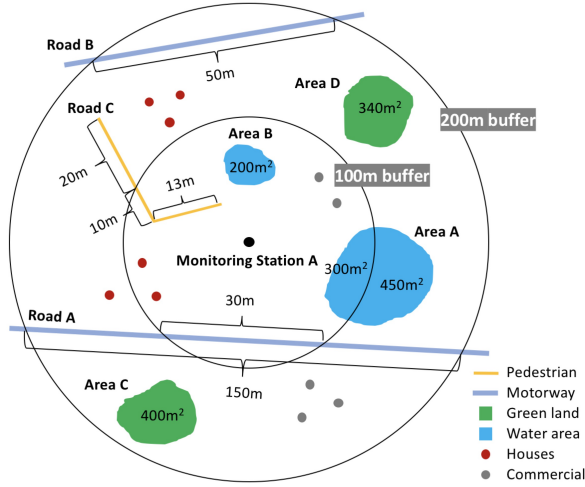 Road B
50m
Area D
340m²
Road C
200m buffer
Area B
200m²
100m buffer
20m
13m
10m
Area A
Monitoring Station A
300m²
450m²
30m
Road A
150m
Area C
400m²
Pedestrian
Motorway
Green land
Water area
Houses
Commercial